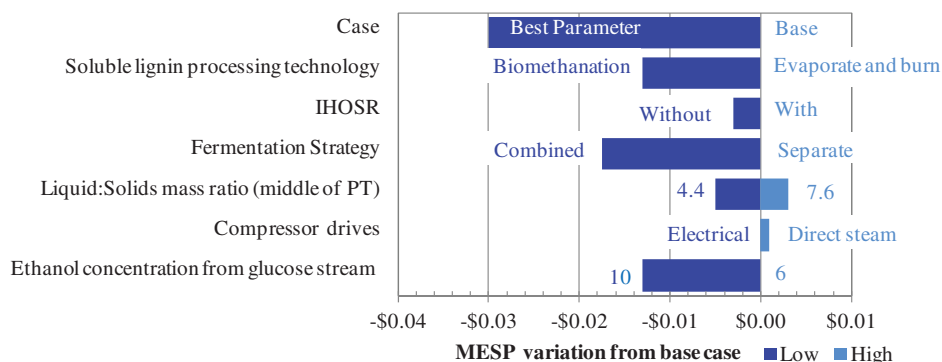 Case Best Parameter Base
Soluble lignin processing technology Biomethanation Evaporate and burn
IHOSR Without With
Fermentation Strategy Combined Separate
Liquid:Solids mass ratio (middle of PT) 4.4 7.6
Compressor drives Electrical Direct steam
Ethanol concentration from glucose stream 10 6
-$0.04 -$0.03 -$0.02 -$0.01 $0.00 $0.01
MESP variation from base case Low High